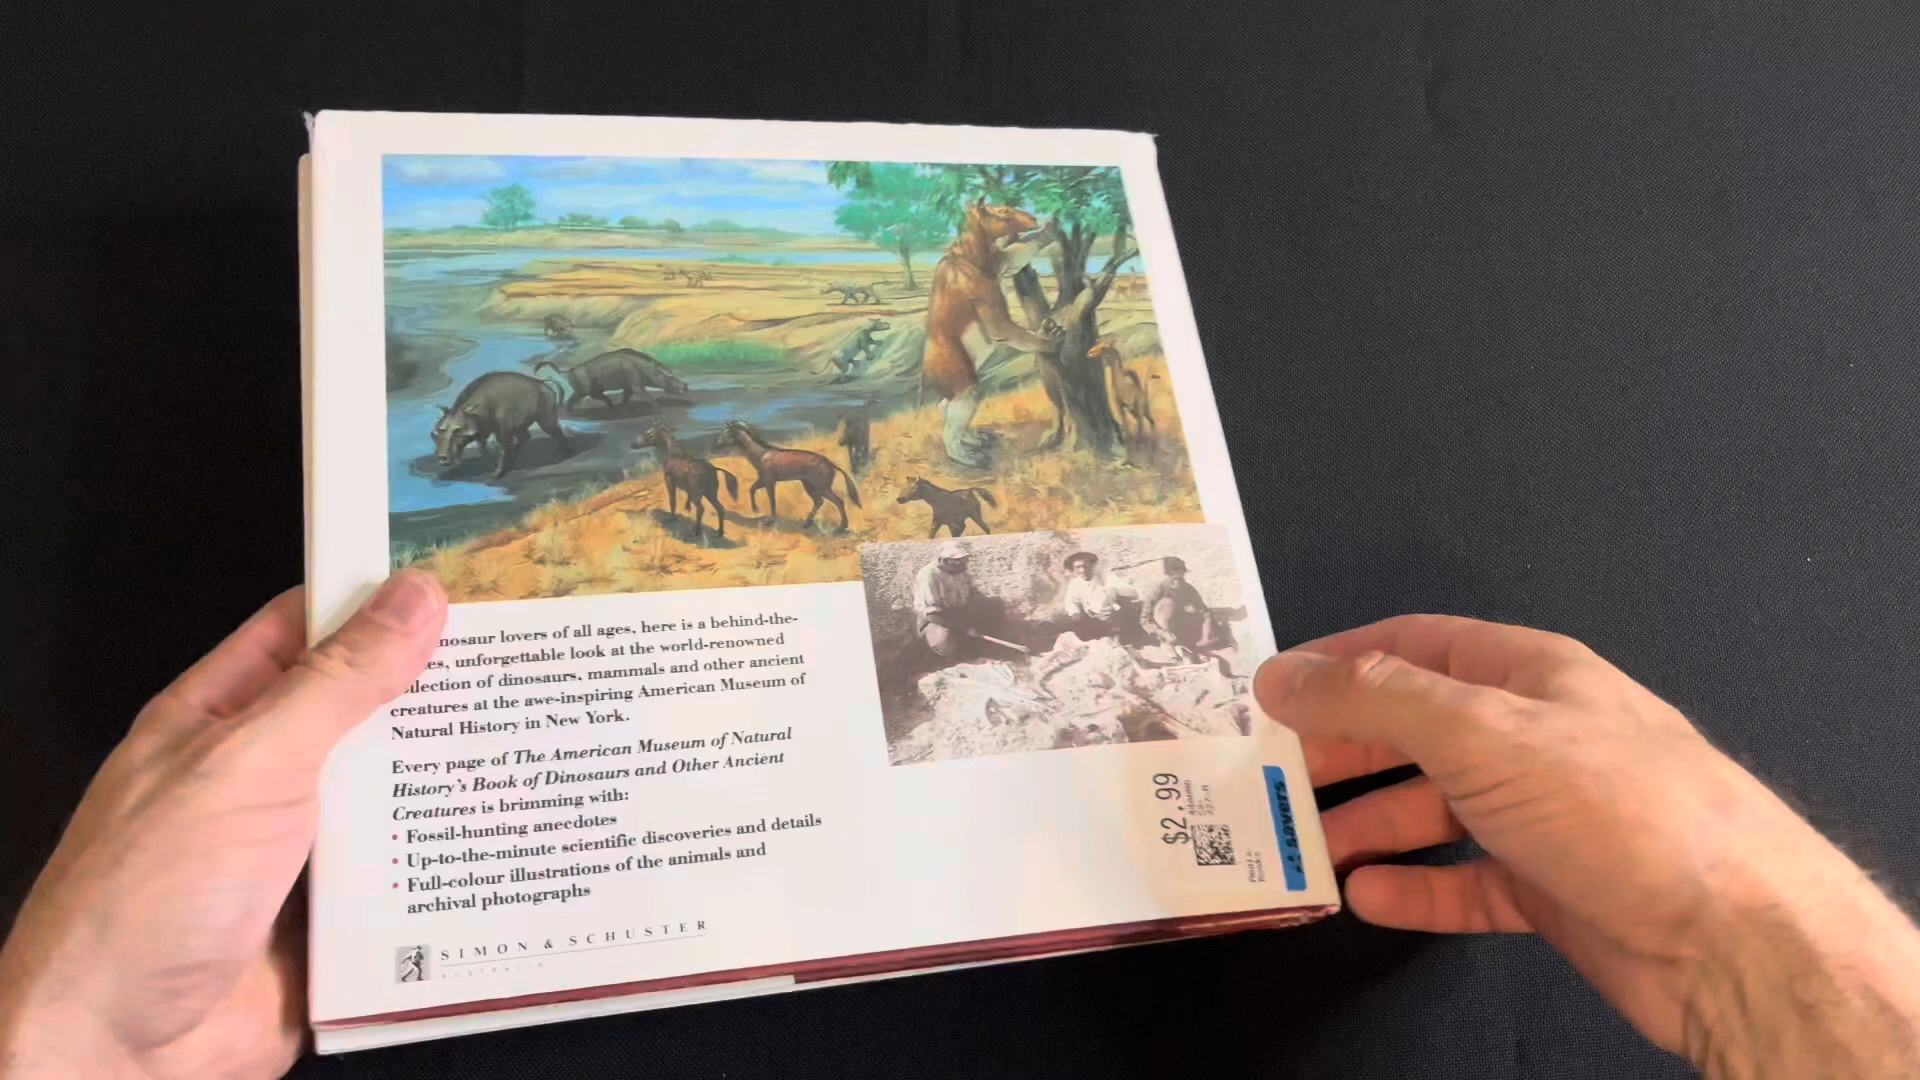 nosaur lovers of all ages, here is a behind-the-
es, unforgettable look at the world-renowned
llection of dinosaurs, mammals and other ancient
creatures at the awe-inspiring American Museum of
Natural History in New York.
Every page of The American Museum of Natural
History's Book of Dinosaurs and Other Ancient
Creatures is brimming with:
• Fossil-hunting anecdotes
• Up-to-the-minute scientific discoveries and details
• Full-colour illustrations of the animals and
archival photographs
SIMON & SCHUSTER
AUSTRALIA
$2.99
savers